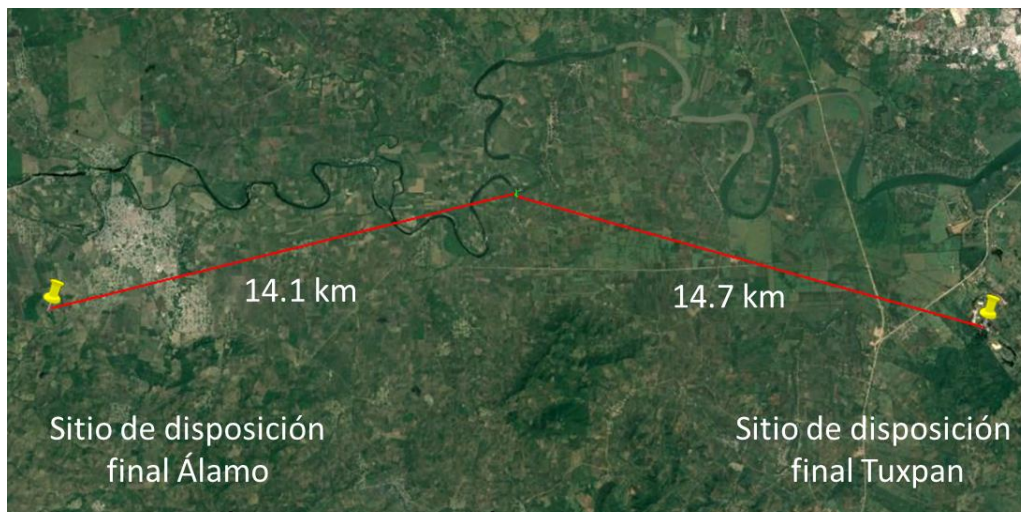 14.1 km
14.7 km
Sitio de disposición
final Álamo
Sitio de disposición
final Tuxpan